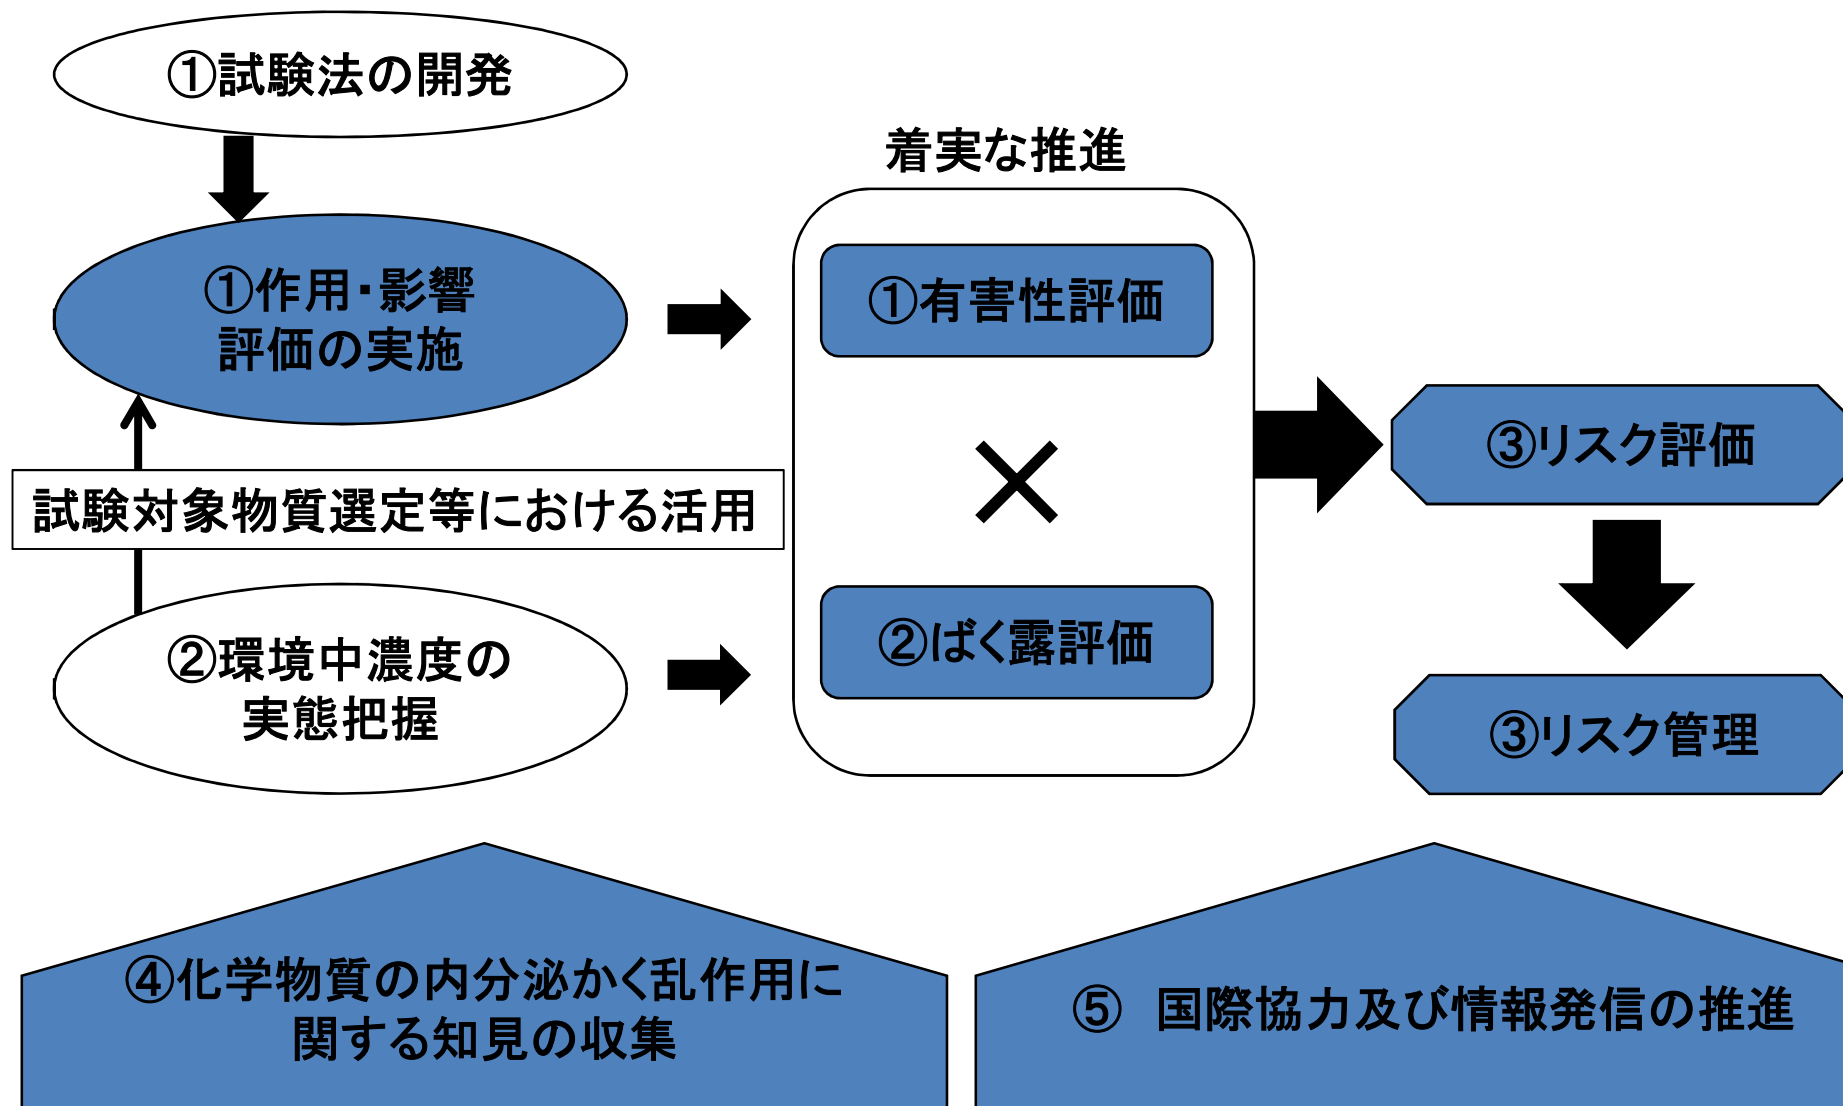 ①試験法の開発
着実な推進
①作用・影響
評価の実施
①有害性評価
×
③リスク評価
試験対象物質選定等における活用
②ばく露評価
②環境中濃度の
実態把握
③リスク管理
④化学物質の内分泌かく乱作用に
関する知見の収集
⑤ 国際協力及び情報発信の推進